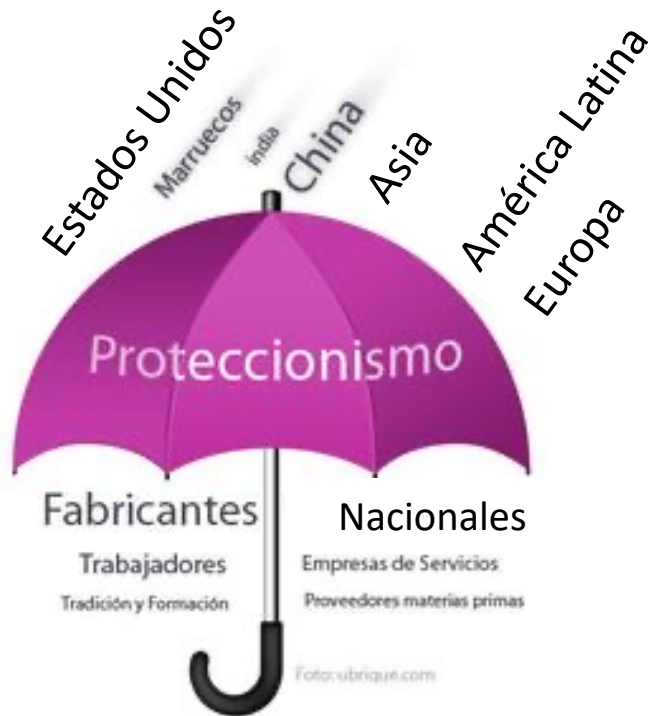 Estados Unidos
Marruecos
india
China
Asia
América Latina
Europa
Proteccionismo
Fabricantes Nacionales
Trabajadores Empresas de Servicios
Tradición y Formación Proveedores materias primas
Foto: ubrique.com